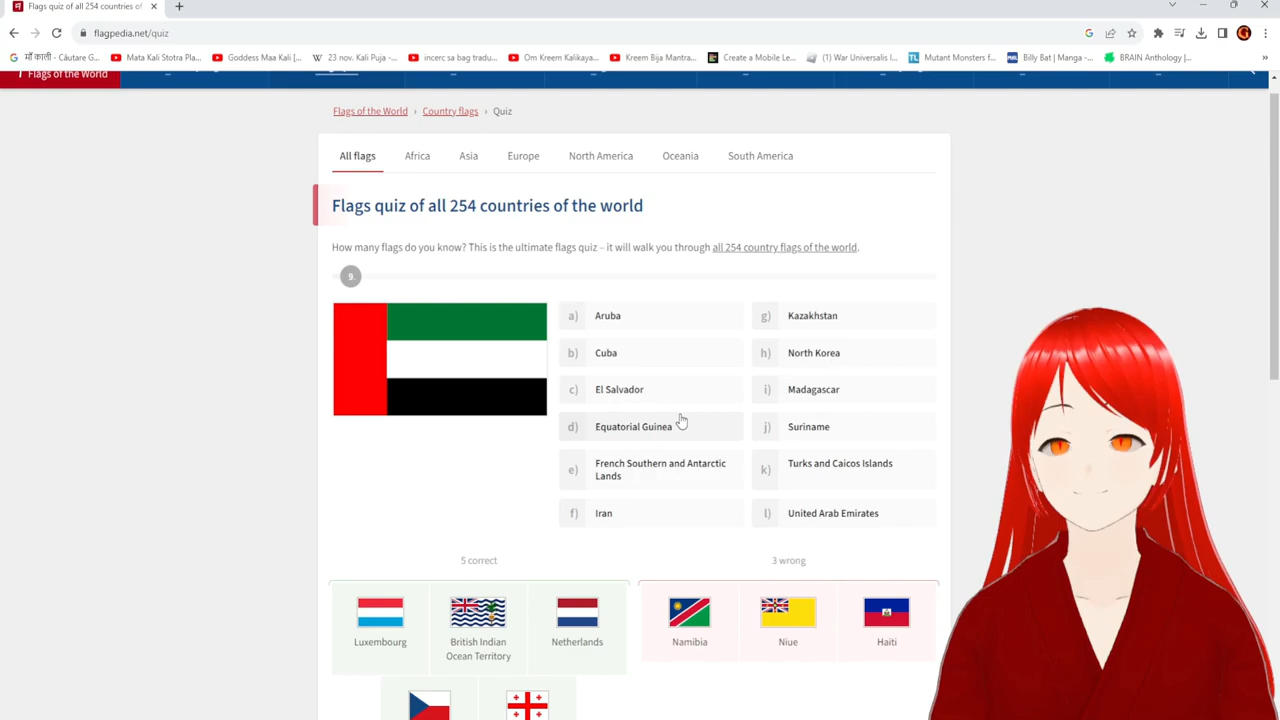 Flags quiz of all 254 countries of
flagpedia.net/quiz
माँ काली - Căutare G...
Mata Kali Stotra Pla...
Goddess Maa Kali [ ...
23 nov. Kali Puja -...
incerc sa bag tradu...
Om Kreem Kalikaya...
Kreem Bija Mantra...
Create a Mobile Le...
(1) War Universalis I...
Mutant Monsters f...
Billy Bat | Manga -...
BRAIN Anthology |...
»
Flags of the World
Flags of the World › Country flags › Quiz
All flags Africa Asia Europe North America Oceania South America
Flags quiz of all 254 countries of the world
How many flags do you know? This is the ultimate flags quiz – it will walk you through all 254 country flags of the world.
9.
a) Aruba
b) Cuba
c) El Salvador
d) Equatorial Guinea
e) French Southern and Antarctic
Lands
f) Iran
g) Kazakhstan
h) North Korea
i) Madagascar
j) Suriname
k) Turks and Caicos Islands
l) United Arab Emirates
5 correct
3 wrong
Luxembourg
British Indian
Ocean Territory
Netherlands
Namibia
Niue
Haiti